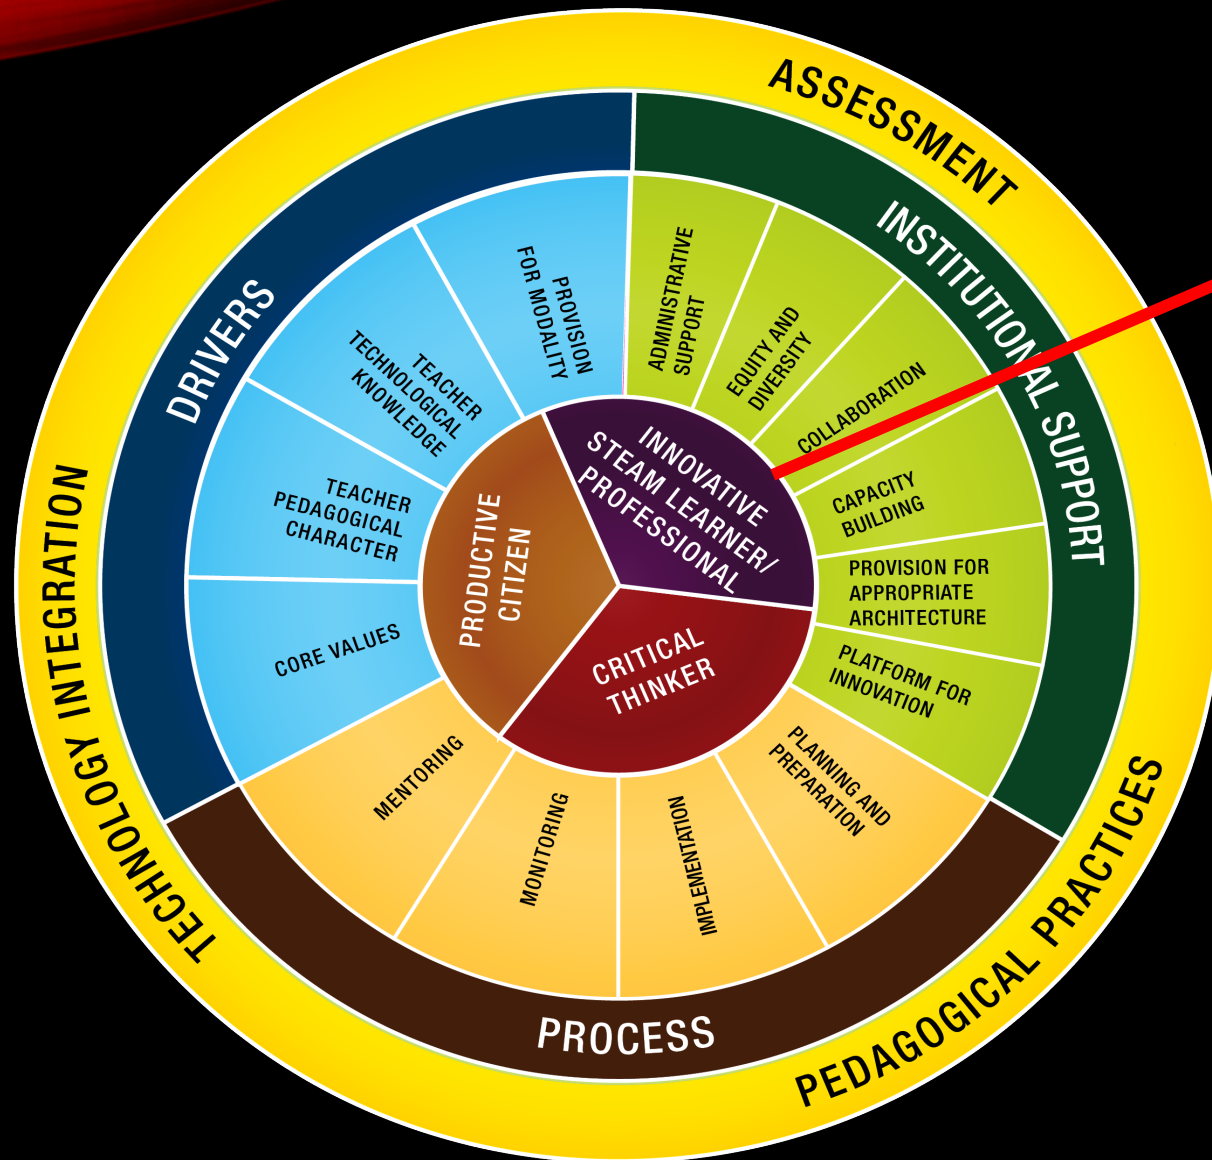 ASSESSMENT
INSTITUTIONAL SUPPORT
DRIVERS
PROVISION
FOR MODALITY
ADMINISTRATIVE
SUPPORT
EQUITY AND
DIVERSITY
TEACHER
TECHNOLOGICAL
KNOWLEDGE
COLLABORATION
TEACHER
PEDAGOGICAL
CHARACTER
CAPACITY
BUILDING
PROVISION FOR
APPROPRIATE
ARCHITECTURE
CORE VALUES
PLATFORM FOR
INNOVATION
INNOVATIVE
STEAM LEARNER/
PROFESSIONAL
PRODUCTIVE
CITIZEN
CRITICAL
THINKER
MENTORING
MONITORING
IMPLEMENTATION
PLANNING AND
PREPARATION
PROCESS
TECHNOLOGY INTEGRATION
PEDAGOGICAL PRACTICES